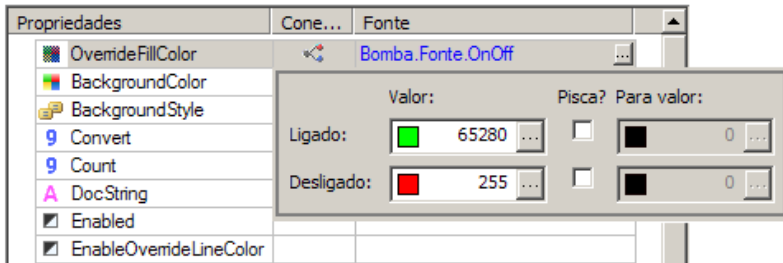 Propriedades Cone... Fonte
OverrideFillColor Bomba.Fonte.OnOff ...
BackgroundColor
BackgroundStyle
Convert
Count
DocString
Enabled
EnableOverrideLineColor
Valor: Pisca? Para valor:
Ligado: 65280 ... 0 ...
Desligado: 255 ... 0 ...